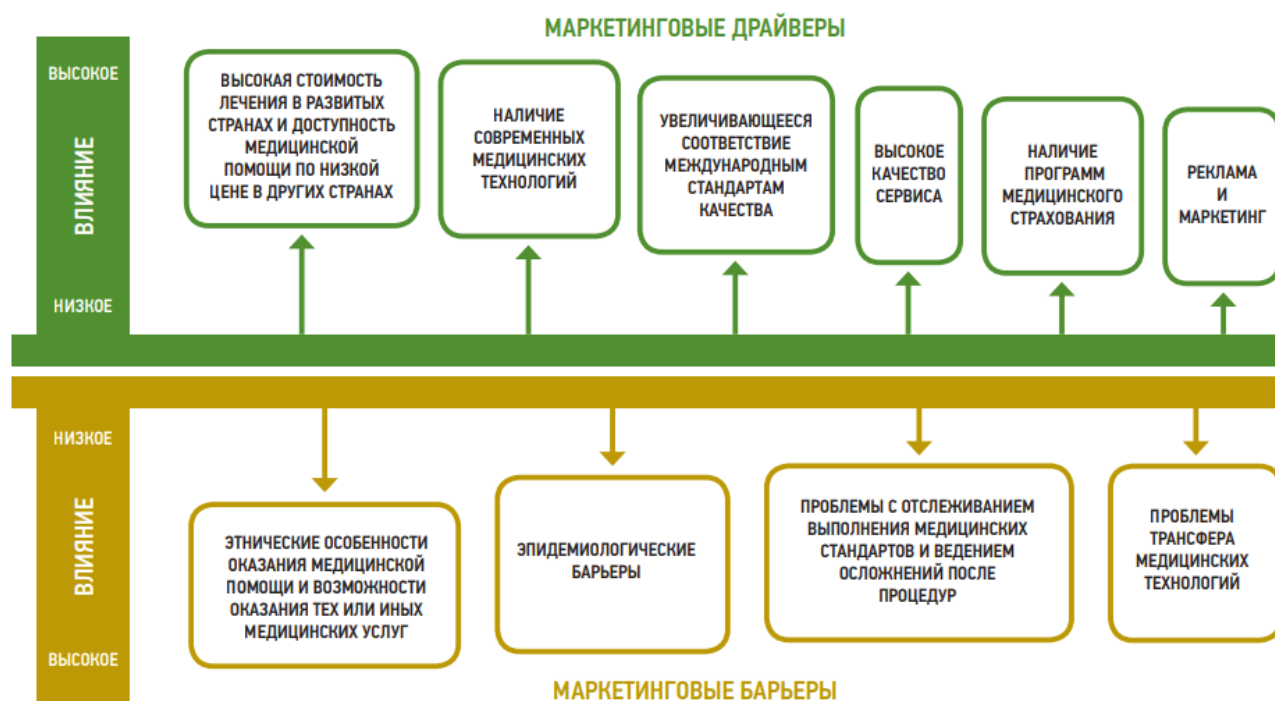 МАРКЕТИНГОВЫЕ ДРАЙВЕРЫ
ВЫСОКОЕ
ВЛИЯНИЕ
НИЗКОЕ
ВЫСОКАЯ СТОИМОСТЬ
ЛЕЧЕНИЯ В РАЗВИТЫХ
СТРАНАХ И ДОСТУПНОСТЬ
МЕДИЦИНСКОЙ
ПОМОЩИ ПО НИЗКОЙ
ЦЕНЕ В ДРУГИХ СТРАНАХ
НАЛИЧИЕ
СОВРЕМЕННЫХ
МЕДИЦИНСКИХ
ТЕХНОЛОГИЙ
УВЕЛИЧИВАЮЩЕЕСЯ
СООТВЕТСТВИЕ
МЕЖДУНАРОДНЫМ
СТАНДАРТАМ
КАЧЕСТВА
ВЫСОКОЕ
КАЧЕСТВО
СЕРВИСА
НАЛИЧИЕ
ПРОГРАММ
МЕДИЦИНСКОГО
СТРАХОВАНИЯ
РЕКЛАМА
И
МАРКЕТИНГ
НИЗКОЕ
ВЛИЯНИЕ
ВЫСОКОЕ
ЭТНИЧЕСКИЕ ОСОБЕННОСТИ
ОКАЗАНИЯ МЕДИЦИНСКОЙ
ПОМОЩИ И ВОЗМОЖНОСТИ
ОКАЗАНИЯ ТЕХ ИЛИ ИНЫХ
МЕДИЦИНСКИХ УСЛУГ
ЭПИДЕМИОЛОГИЧЕСКИЕ
БАРЬЕРЫ
ПРОБЛЕМЫ С ОТСЛЕЖИВАНИЕМ
ВЫПОЛНЕНИЯ МЕДИЦИНСКИХ
СТАНДАРТОВ И ВЕДЕНИЕМ
ОСЛОЖНЕНИЙ ПОСЛЕ
ПРОЦЕДУР
ПРОБЛЕМЫ
ТРАНСФЕРА
МЕДИЦИНСКИХ
ТЕХНОЛОГИЙ
МАРКЕТИНГОВЫЕ БАРЬЕРЫ